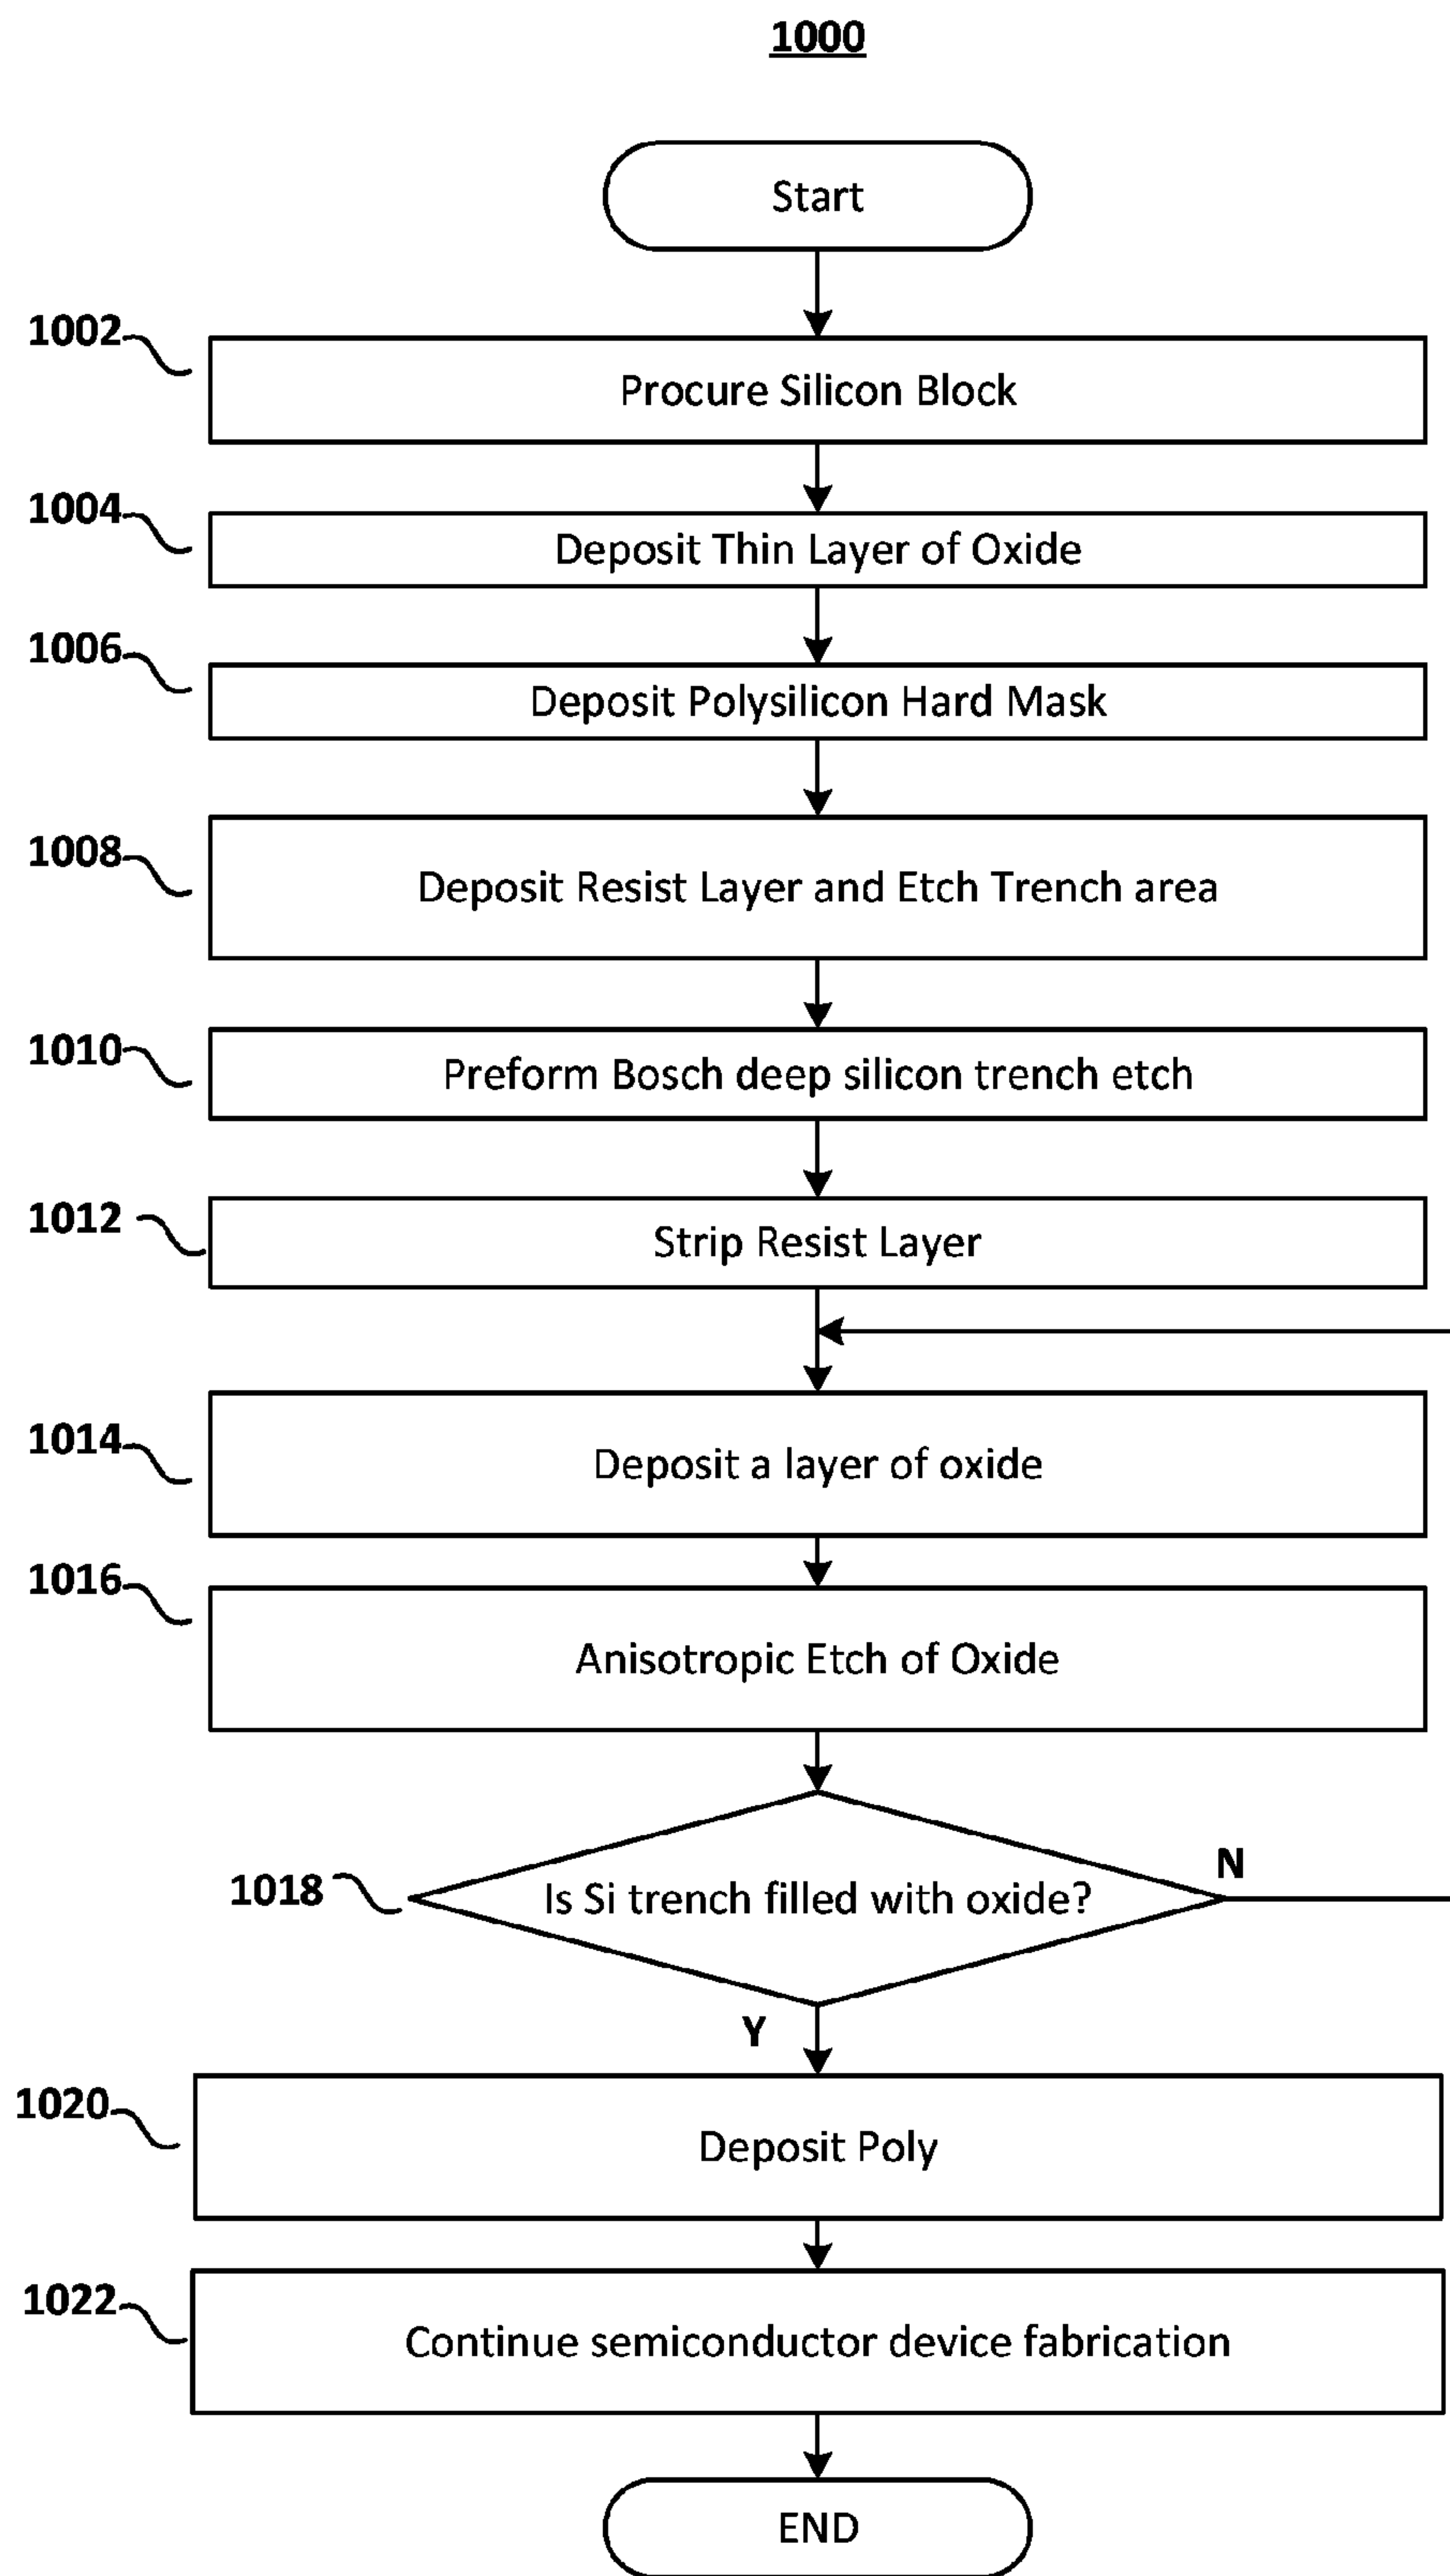 1000
Start
1002
Procure Silicon Block
1004
Deposit Thin Layer of Oxide
1006
Deposit Polysilicon Hard Mask
1008
Deposit Resist Layer and Etch Trench area
1010
Preform Bosch deep silicon trench etch
1012
Strip Resist Layer
1014
Deposit a layer of oxide
1016
Anisotropic Etch of Oxide
1018
Is Si trench filled with oxide?
N
Y
1020
Deposit Poly
1022
Continue semiconductor device fabrication
END